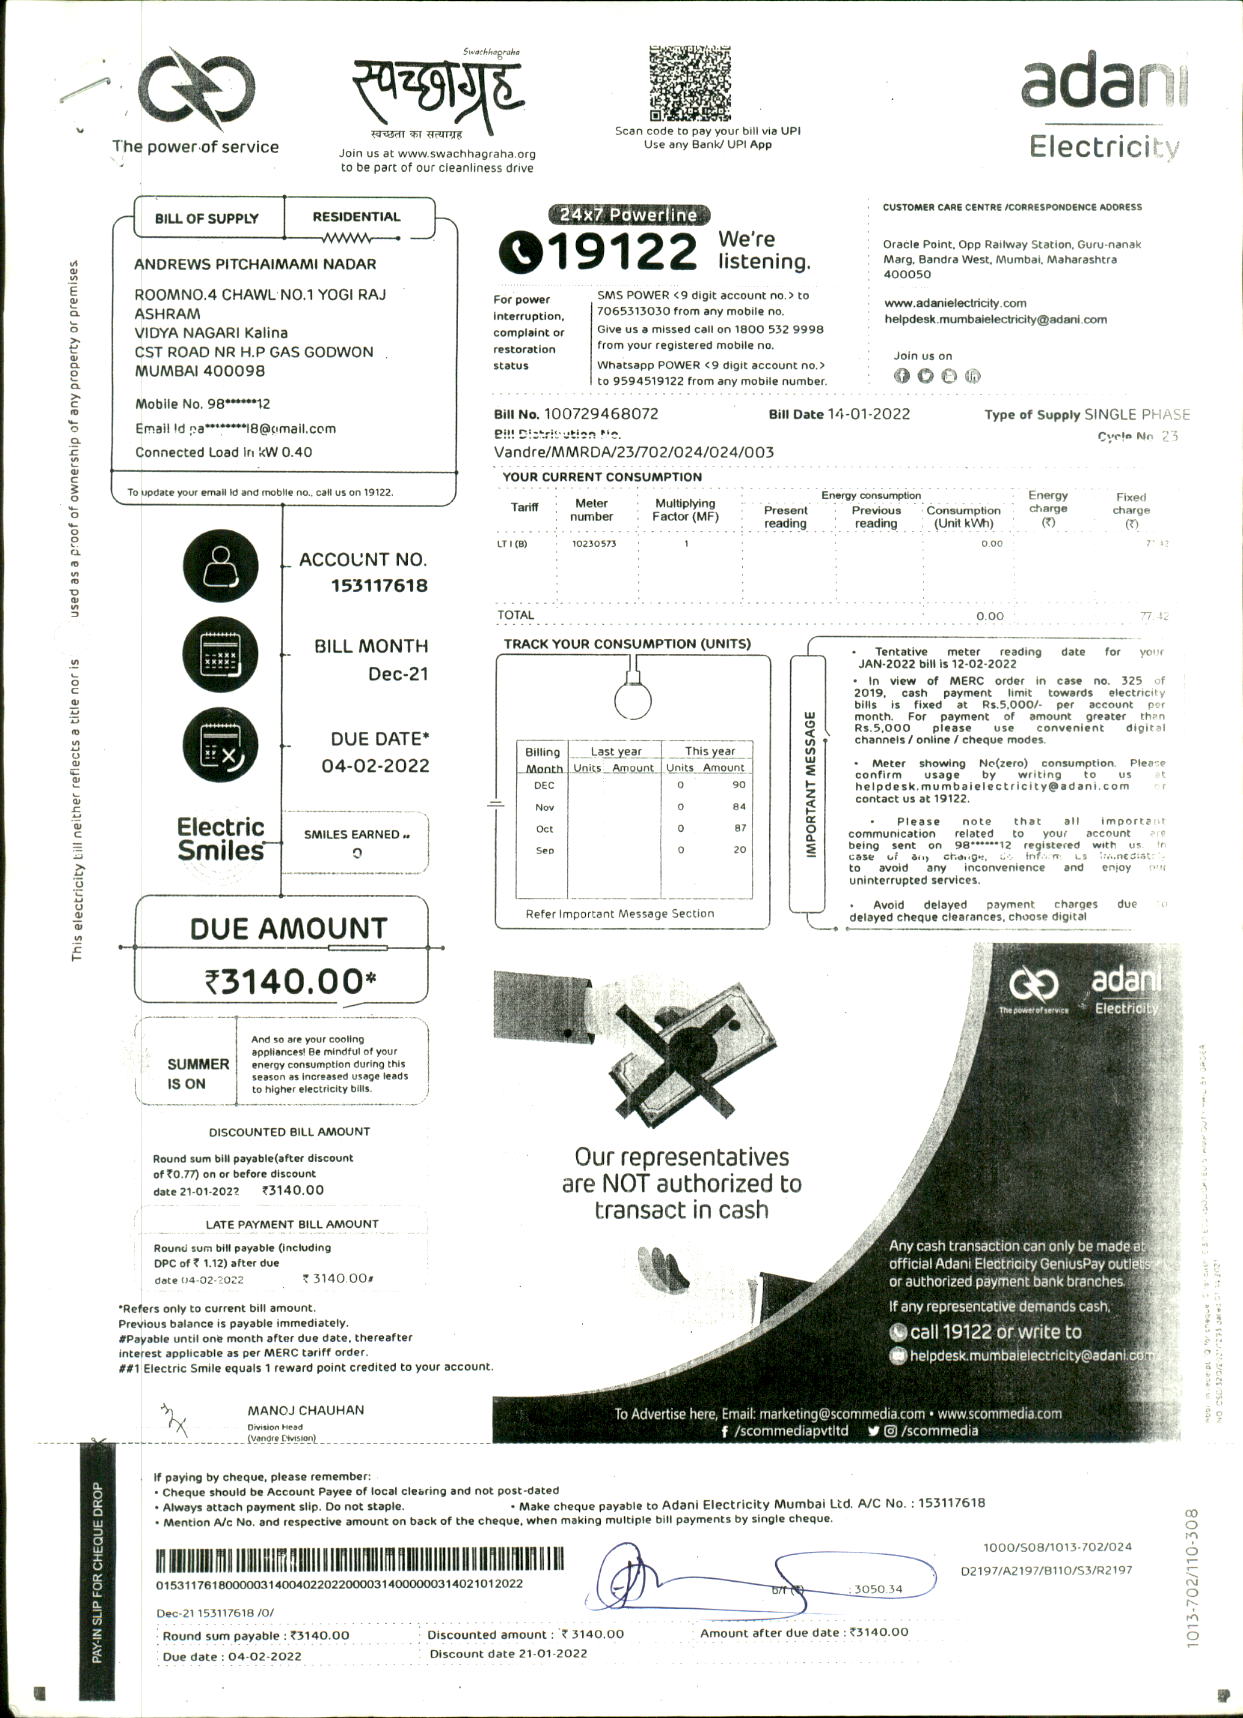 The power of service
Swachhagraha
स्वच्छाग्रह
स्वच्छता का सत्याग्रह
Join us at www.swachhagraha.org
to be part of our cleanliness drive
Scan code to pay your bill via UPI
Use any Bank/ UPI App
adani
Electricity
BILL OF SUPPLY
RESIDENTIAL
ANDREWS PITCHAIMAMI NADAR
ROOMNO.4 CHAWL NO.1 YOGI RAJ
ASHRAM
VIDYA NAGARI Kalina
CST ROAD NR H.P GAS GODWON
MUMBAI 400098
Mobile No. 98******12
Email Id pa********18@gmail.com
Connected Load in kW 0.40
To update your email id and mobile no., call us on 19122.
24x7 Powerline
19122 We're listening.
For power interruption, complaint or restoration status
SMS POWER <9 digit account no.> to
7065313030 from any mobile no.
Give us a missed call on 1800 532 9998
from your registered mobile no.
Whatsapp POWER <9 digit account no.>
to 9594519122 from any mobile number.
CUSTOMER CARE CENTRE /CORRESPONDENCE ADDRESS
Oracle Point, Opp Railway Station, Guru-nanak
Marg, Bandra West, Mumbai, Maharashtra
400050
www.adanielectricity.com
helpdesk.mumbaielectricity@adani.com
Join us on
Bill No. 100729468072 Bill Date 14-01-2022 Type of Supply SINGLE PHASE
Bill Distribution No. Cycle No 23
Vandre/MMRDA/23/702/024/024/003
YOUR CURRENT CONSUMPTION
Tariff Meter number Multiplying Factor (MF) Energy consumption Present reading Previous reading Consumption (Unit kWh) Energy charge (₹) Fixed charge (₹)
LT I (B) 10230573 1 0.00 77.42
TOTAL 0.00 77.42
ACCOUNT NO.
153117618
BILL MONTH
Dec-21
DUE DATE*
04-02-2022
Electric Smiles
SMILES EARNED
0
TRACK YOUR CONSUMPTION (UNITS)
Billing Month Last year This year
Units Amount Units Amount
DEC 0 90
Nov 0 84
Oct 0 87
Sep 0 20
Refer Important Message Section
IMPORTANT MESSAGE
• Tentative meter reading date for your
JAN-2022 bill is 12-02-2022
• In view of MERC order in case no. 325 of
2019, cash payment limit towards electricity
bills is fixed at Rs.5,000/- per account per
month. For payment of amount greater than
Rs.5,000 please use convenient digital
channels / online / cheque modes.
• Meter showing No(zero) consumption. Please
confirm usage by writing to us at
helpdesk.mumbaielectricity@adani.com or
contact us at 19122.
• Please note that all important
communication related to your account are
being sent on 98******12 registered with us. In
case of any change, do inform us immediately
to avoid any inconvenience and enjoy our
uninterrupted services.
• Avoid delayed payment charges due to
delayed cheque clearances, choose digital
DUE AMOUNT
₹3140.00*
SUMMER IS ON
And so are your cooling
appliances! Be mindful of your
energy consumption during this
season as increased usage leads
to higher electricity bills.
DISCOUNTED BILL AMOUNT
Round sum bill payable(after discount
of ₹0.77) on or before discount
date 21-01-2022 ₹3140.00
LATE PAYMENT BILL AMOUNT
Round sum bill payable (including
DPC of ₹ 1.12) after due
date 04-02-2022 ₹ 3140.00#
*Refers only to current bill amount.
Previous balance is payable immediately.
#Payable until one month after due date, thereafter
interest applicable as per MERC tariff order.
##1 Electric Smile equals 1 reward point credited to your account.
MANOJ CHAUHAN
Division Head
(Vandre Division)
adani
Electricity
The power of service
Our representatives
are NOT authorized to
transact in cash
Any cash transaction can only be made at
official Adani Electricity GeniusPay outlets
or authorized payment bank branches.
If any representative demands cash,
call 19122 or write to
helpdesk.mumbaielectricity@adani.com
To Advertise here, Email: marketing@scommedia.com • www.scommedia.com
/scommediapvtltd /scommedia
This electricity bill neither reflects a title nor is used as a proof of ownership of any property or premises.
PAY-IN SLIP FOR CHEQUE DROP
If paying by cheque, please remember:
• Cheque should be Account Payee of local clearing and not post-dated
• Always attach payment slip. Do not staple. • Make cheque payable to Adani Electricity Mumbai Ltd. A/C No. : 153117618
• Mention A/c No. and respective amount on back of the cheque, when making multiple bill payments by single cheque.
1000/S08/1013-702/024
D2197/A2197/B110/S3/R2197
01531176180000031400402202200003140000003140210​12022
b/f (₹) : 3050.34
Dec-21 153117618 /0/
Round sum payable : ₹3140.00 Discounted amount : ₹ 3140.00 Amount after due date : ₹3140.00
Due date : 04-02-2022 Discount date 21-01-2022
1013-702/110-308